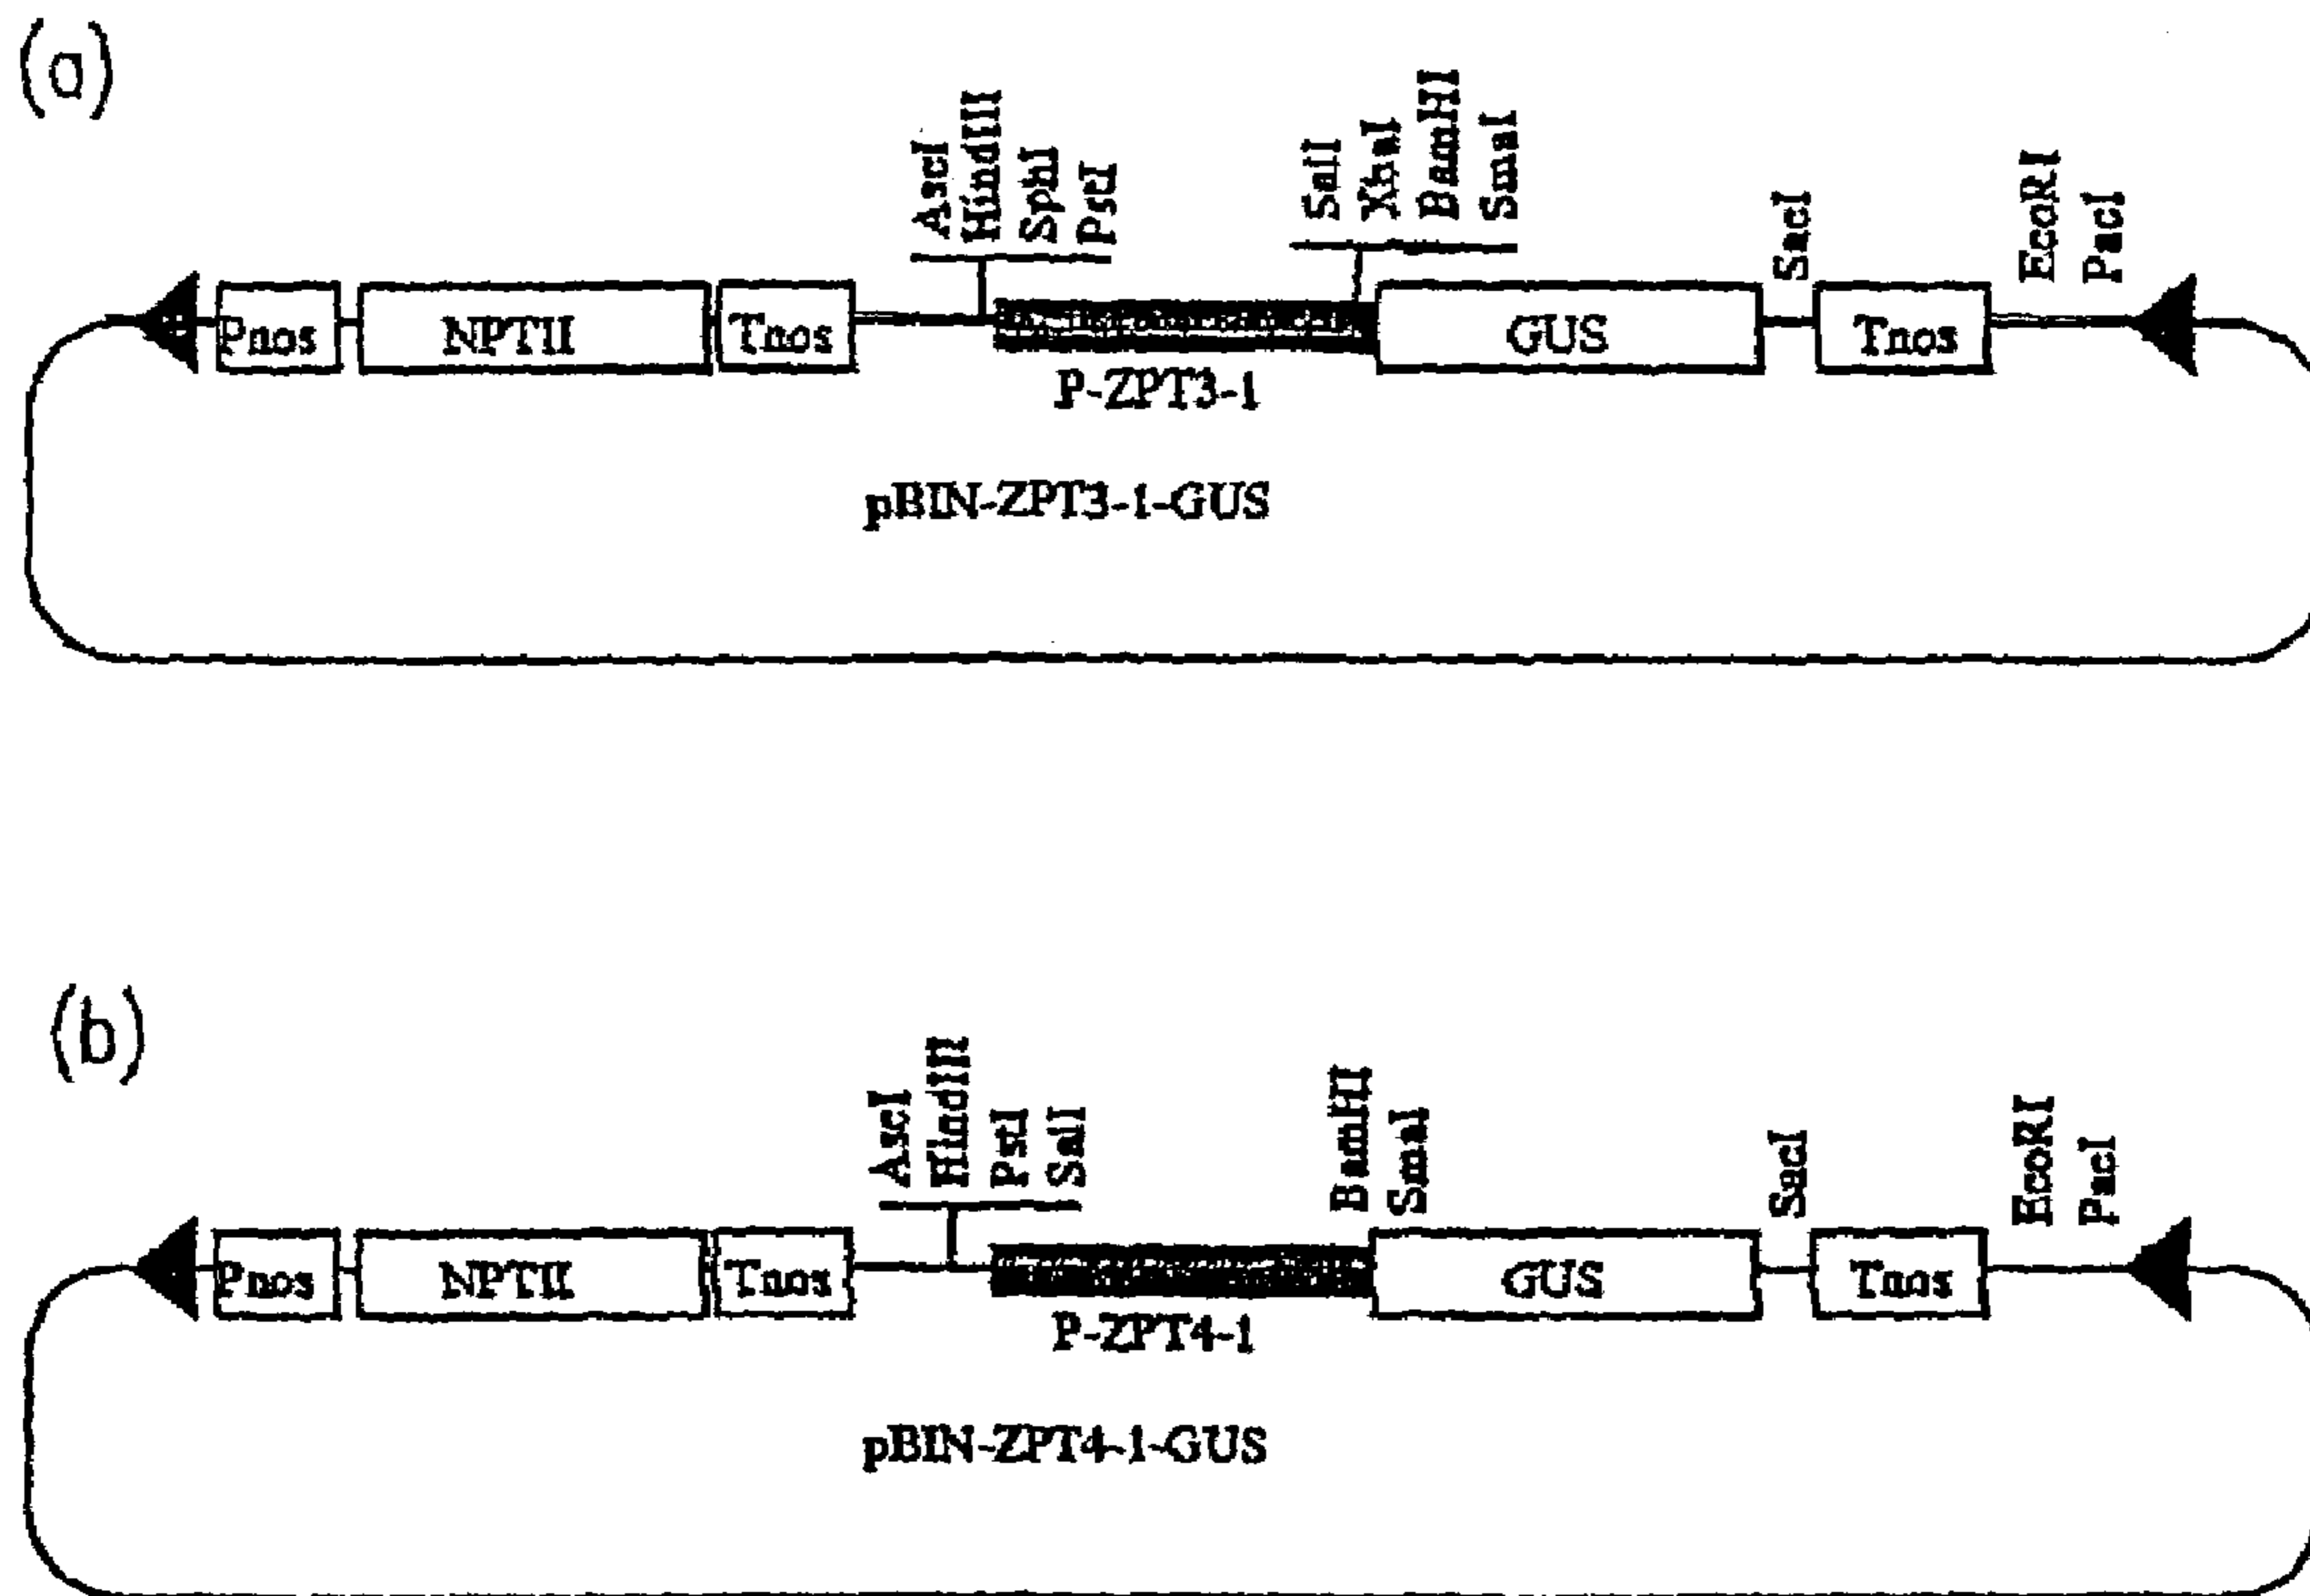 (a)
AscI
HindIII
SphI
PstI
SalI
XbaI
BamHI
SmaI
SacI
EcoRI
PacI
Pnos
NPTII
Tnos
GUS
Tnos
P-ZPT3-1
pBIN-ZPT3-1-GUS
(b)
AscI
HindIII
PstI
SalI
BamHI
SmaI
SacI
EcoRI
PacI
Pnos
NPTII
Tnos
GUS
Tnos
P-ZPT4-1
pBIN-ZPT4-1-GUS